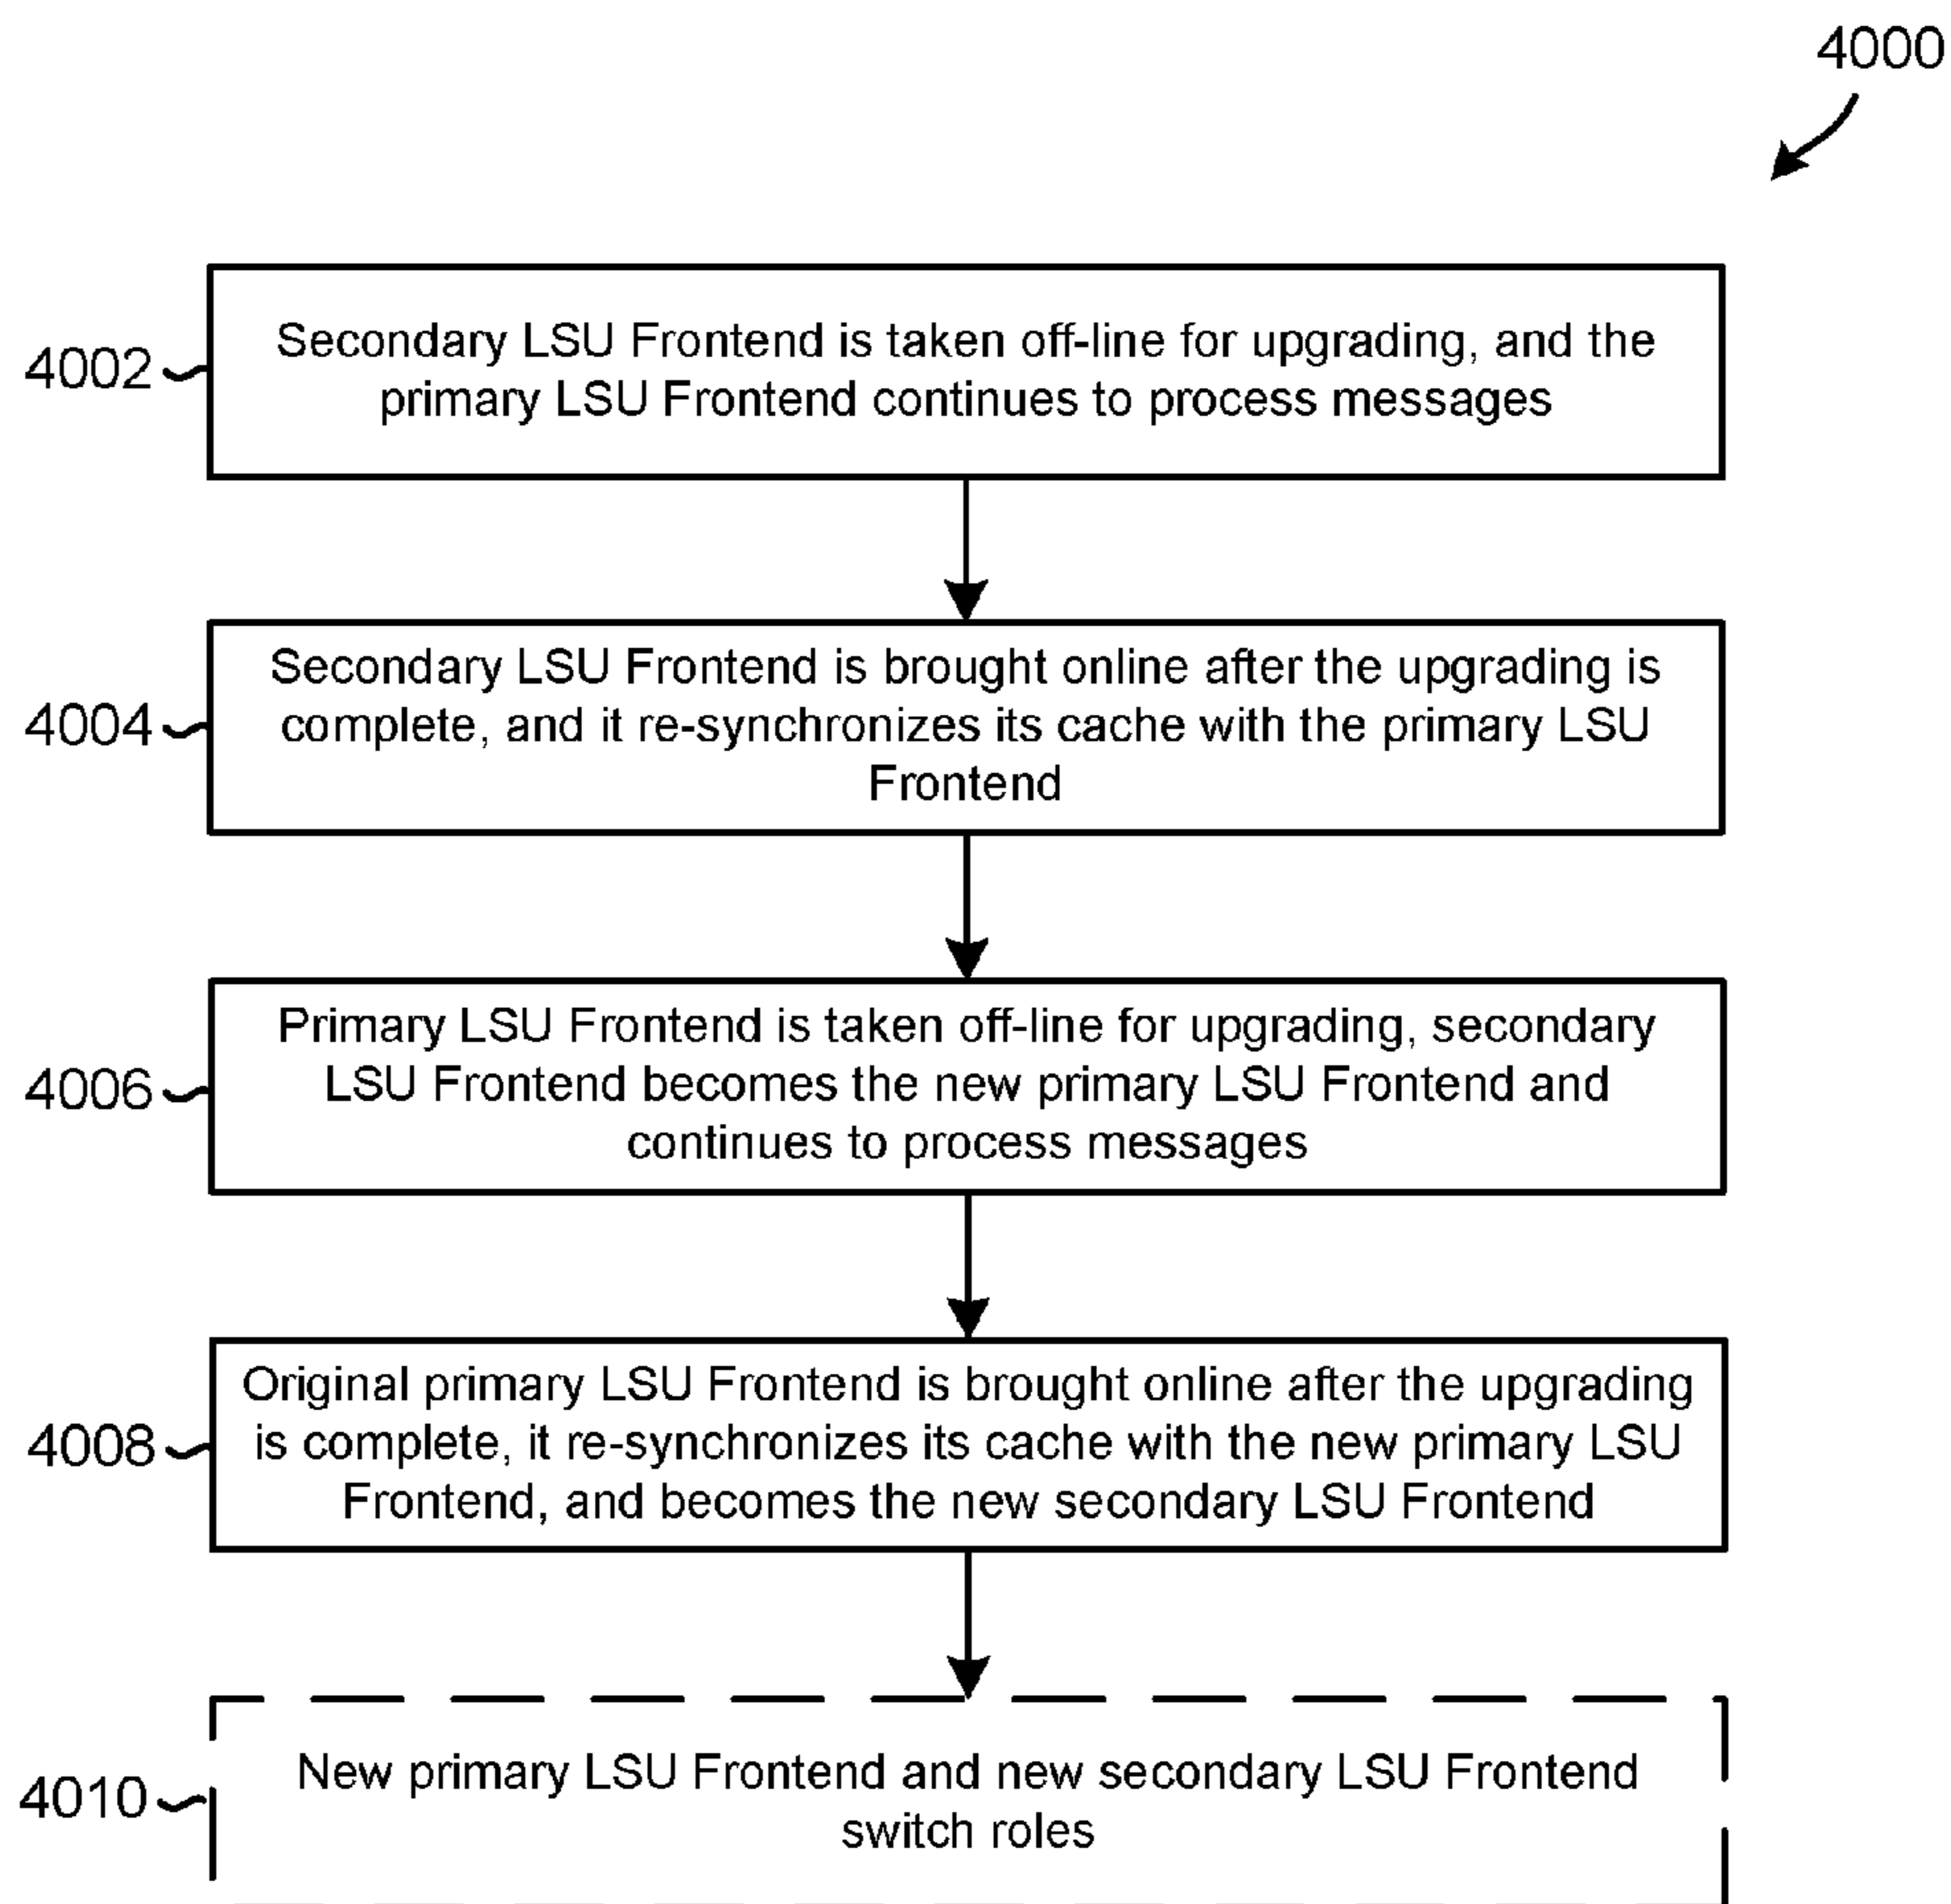 4000
4002
Secondary LSU Frontend is taken off-line for upgrading, and the
primary LSU Frontend continues to process messages
4004
Secondary LSU Frontend is brought online after the upgrading is
complete, and it re-synchronizes its cache with the primary LSU
Frontend
4006
Primary LSU Frontend is taken off-line for upgrading, secondary
LSU Frontend becomes the new primary LSU Frontend and
continues to process messages
4008
Original primary LSU Frontend is brought online after the upgrading
is complete, it re-synchronizes its cache with the new primary LSU
Frontend, and becomes the new secondary LSU Frontend
4010
New primary LSU Frontend and new secondary LSU Frontend
switch roles